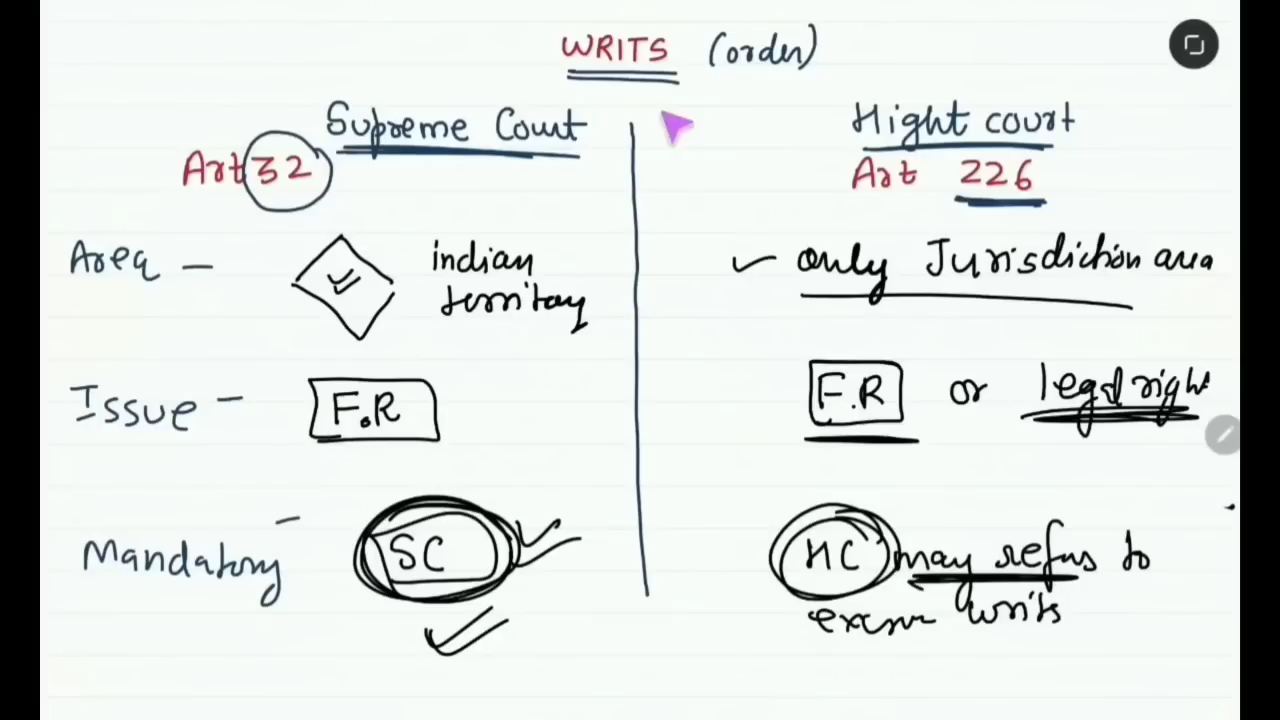 WRITS (order)
Supreme Court
Hight court
Art 32
Art 226
Area - indian territory
only Jurisdiction area
Issue - F.R
F.R or legal right
Mandatory - SC
HC may refus to
writs